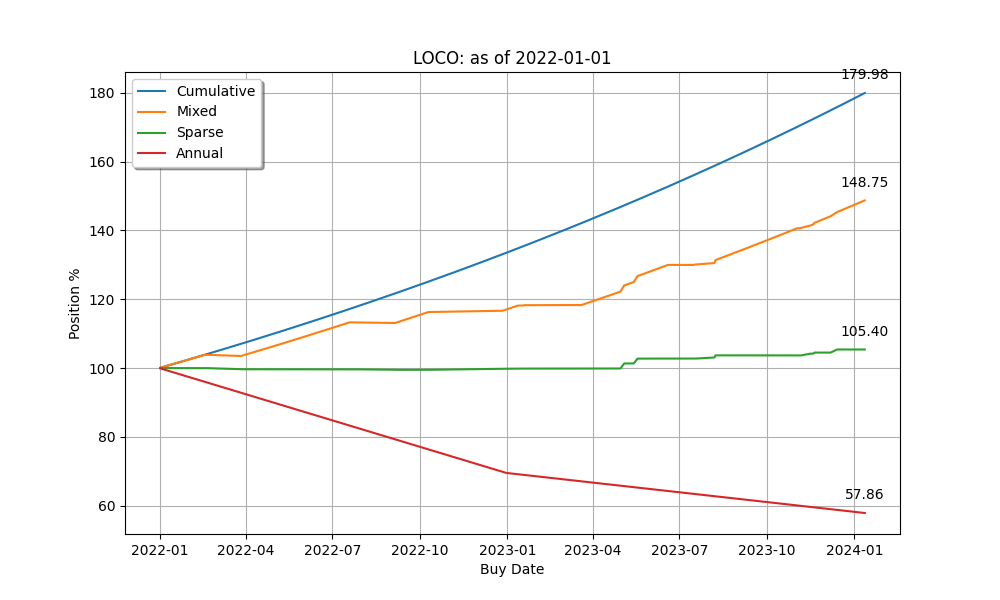 LOCO: as of 2022-01-01
Cumulative
Mixed
Sparse
Annual
179.98
148.75
105.40
57.86
180
160
140
120
100
80
60
Position %
2022-01 2022-04 2022-07 2022-10 2023-01 2023-04 2023-07 2023-10 2024-01
Buy Date